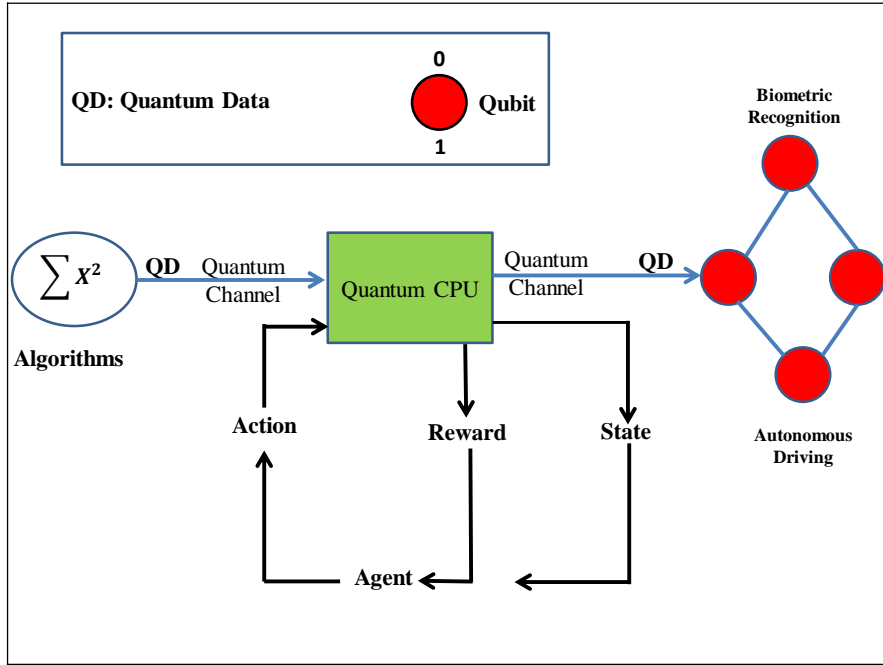 0
QD: Quantum Data
Qubit
1
Biometric
Recognition
∑ X²
QD
Quantum
Channel
Quantum CPU
Quantum
Channel
QD
Algorithms
Action
Reward
State
Autonomous
Driving
Agent